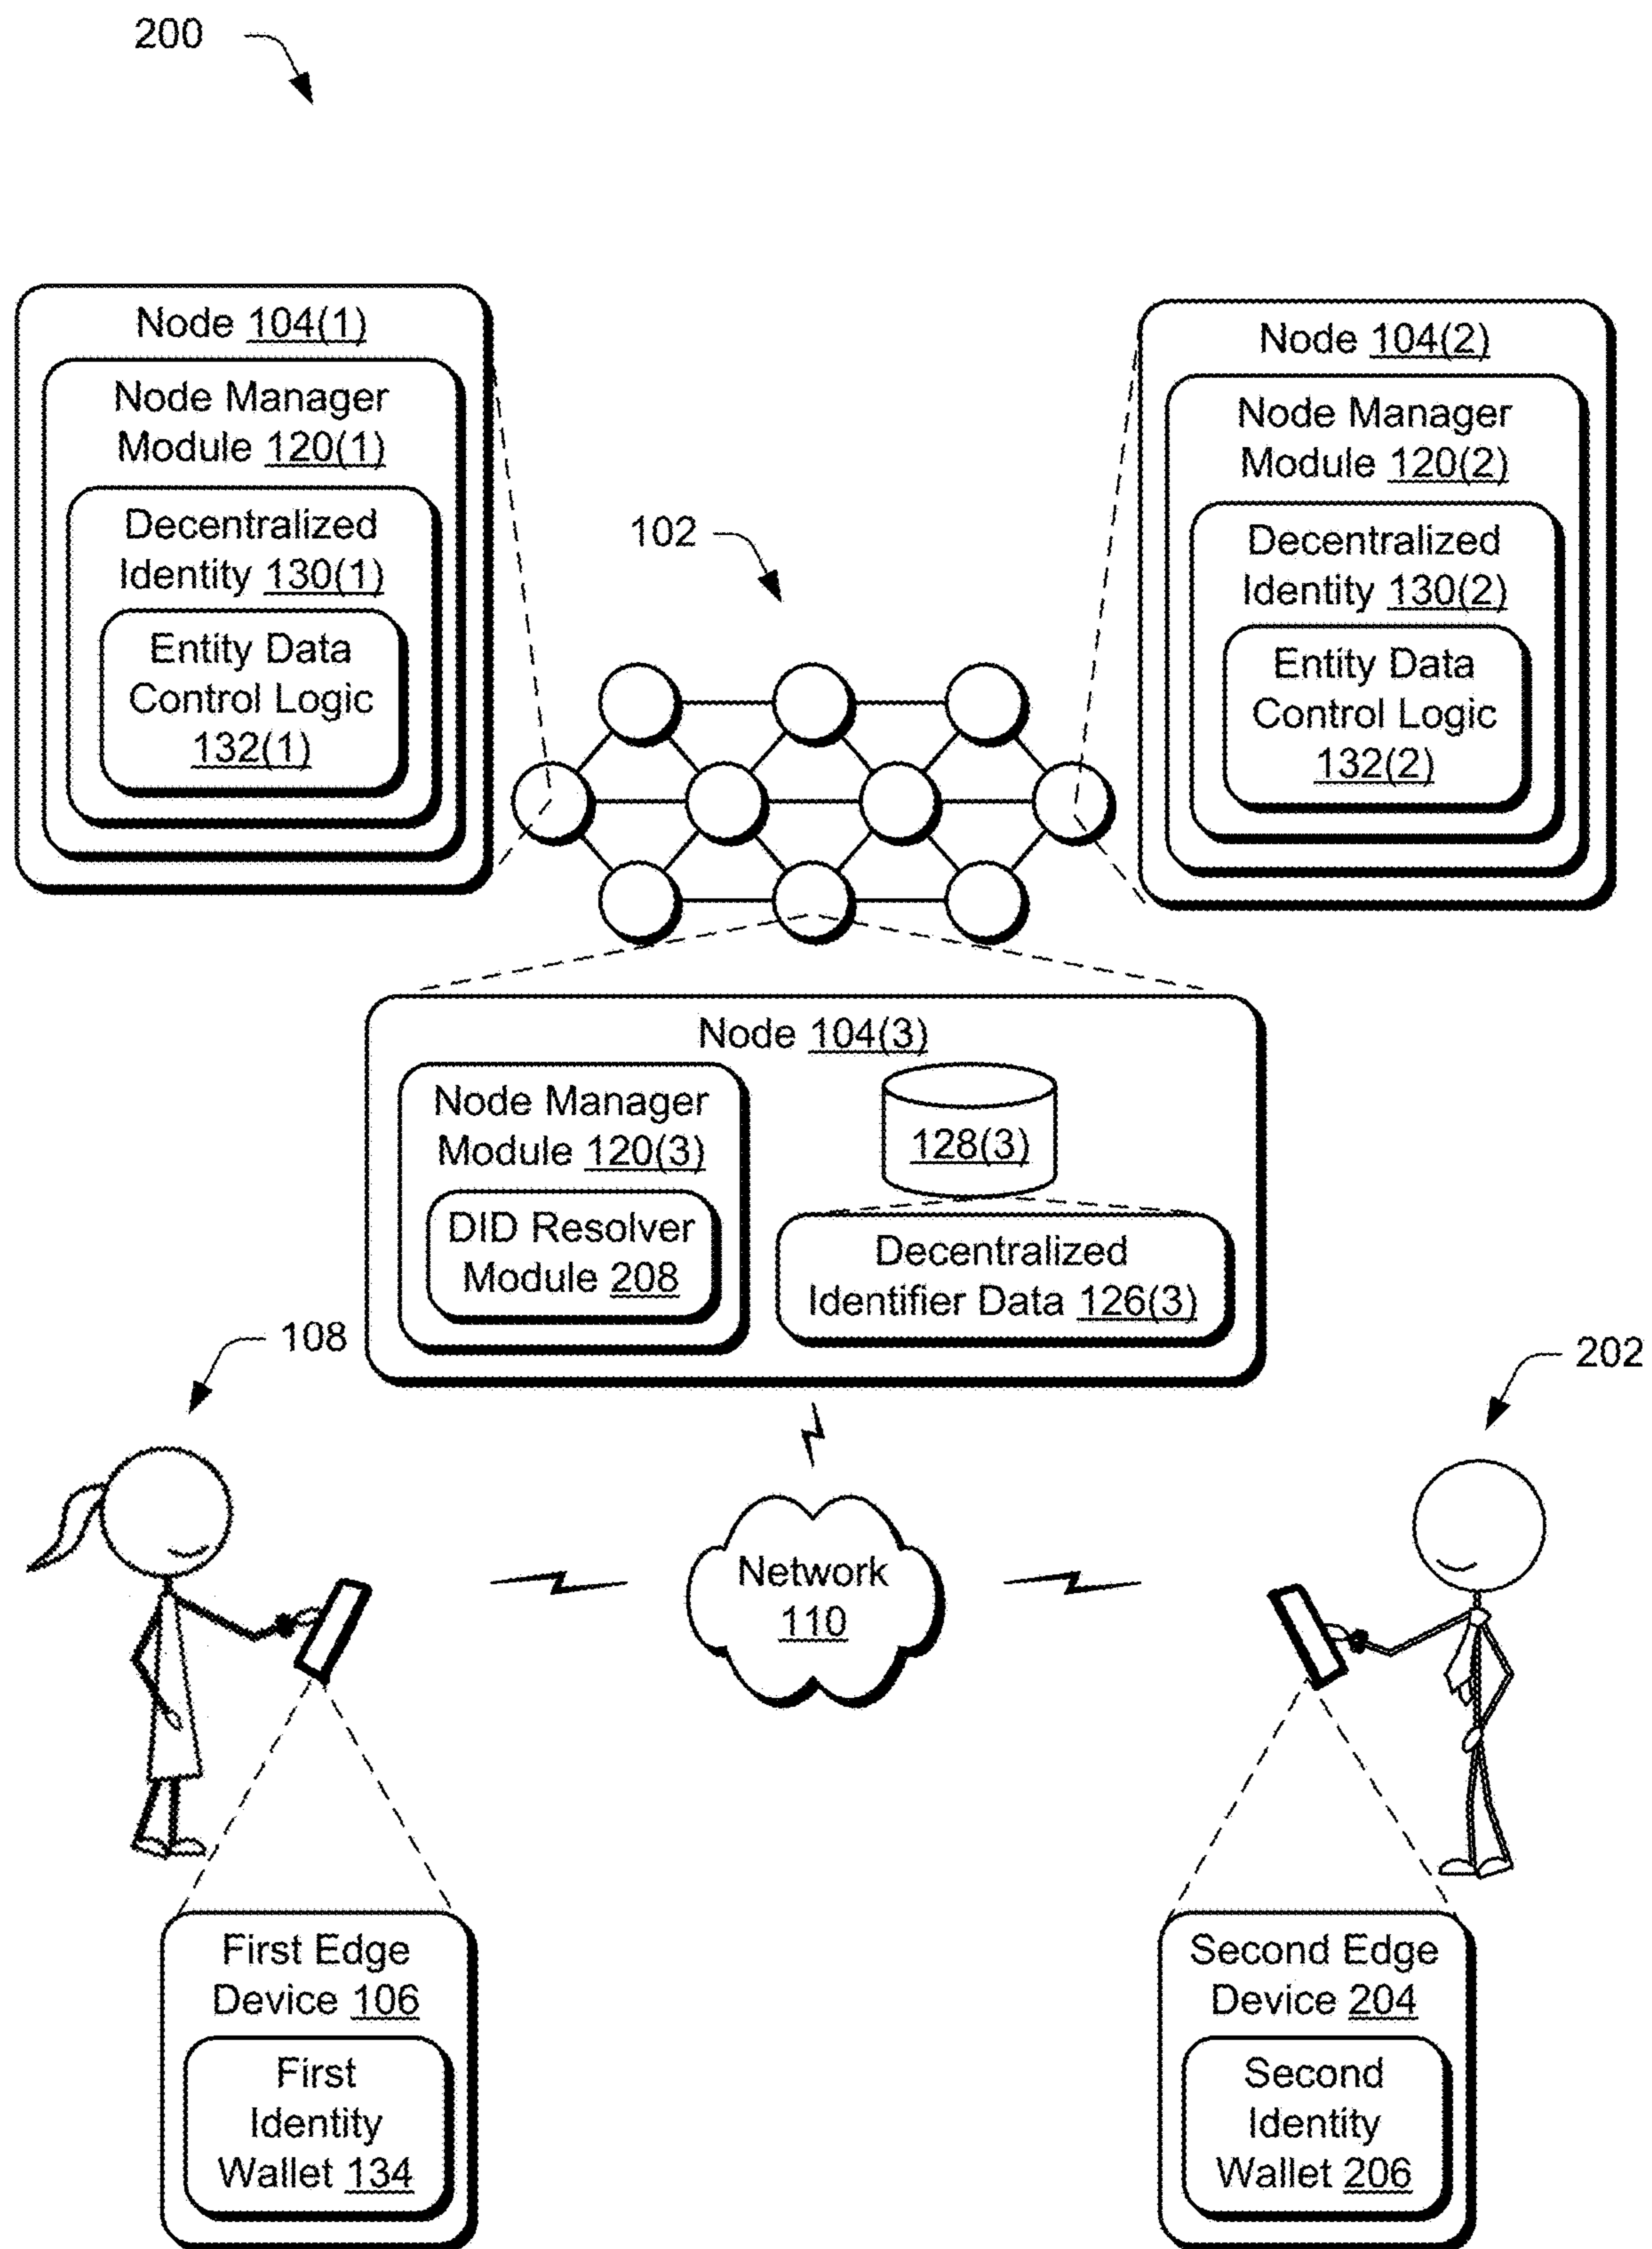 200
Node 104(1)
Node Manager
Module 120(1)
Decentralized
Identity 130(1)
Entity Data
Control Logic
132(1)
Node 104(2)
Node Manager
Module 120(2)
Decentralized
Identity 130(2)
Entity Data
Control Logic
132(2)
102
Node 104(3)
Node Manager
Module 120(3)
DID Resolver
Module 208
128(3)
Decentralized
Identifier Data 126(3)
108
202
Network
110
First Edge
Device 106
First
Identity
Wallet 134
Second Edge
Device 204
Second
Identity
Wallet 206